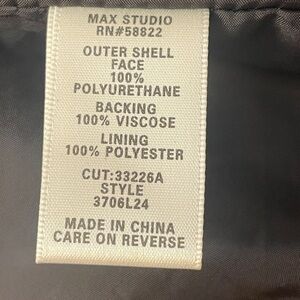 MAX STUDIO
RN#58822
OUTER SHELL
FACE
100%
POLYURETHANE
BACKING
100% VISCOSE
LINING
100% POLYESTER
CUT:33226A
STYLE
3706L24
MADE IN CHINA
CARE ON REVERSE